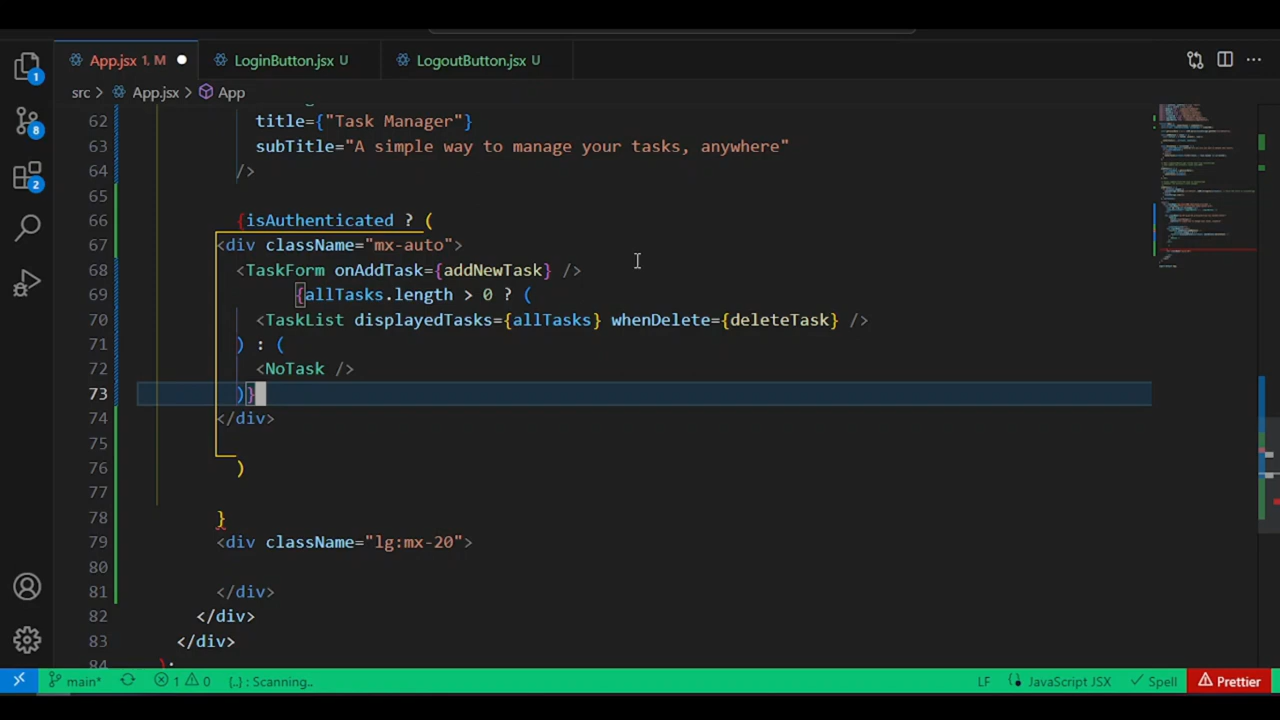 App.jsx 1, M
LoginButton.jsx U
LogoutButton.jsx U
src > App.jsx > App
62 title={"Task Manager"}
63 subTitle="A simple way to manage your tasks, anywhere"
64 />
65
66 {isAuthenticated ? (
67 <div className="mx-auto">
68 <TaskForm onAddTask={addNewTask} />
69 {allTasks.length > 0 ? (
70 <TaskList displayedTasks={allTasks} whenDelete={deleteTask} />
71 ) : (
72 <NoTask />
73 )}
74 </div>
75
76 )
77
78 }
79 <div className="lg:mx-20">
80
81 </div>
82 </div>
83 </div>
84 );
1
8
2
main* 1 0 {..} : Scanning.. LF JavaScript JSX Spell Prettier